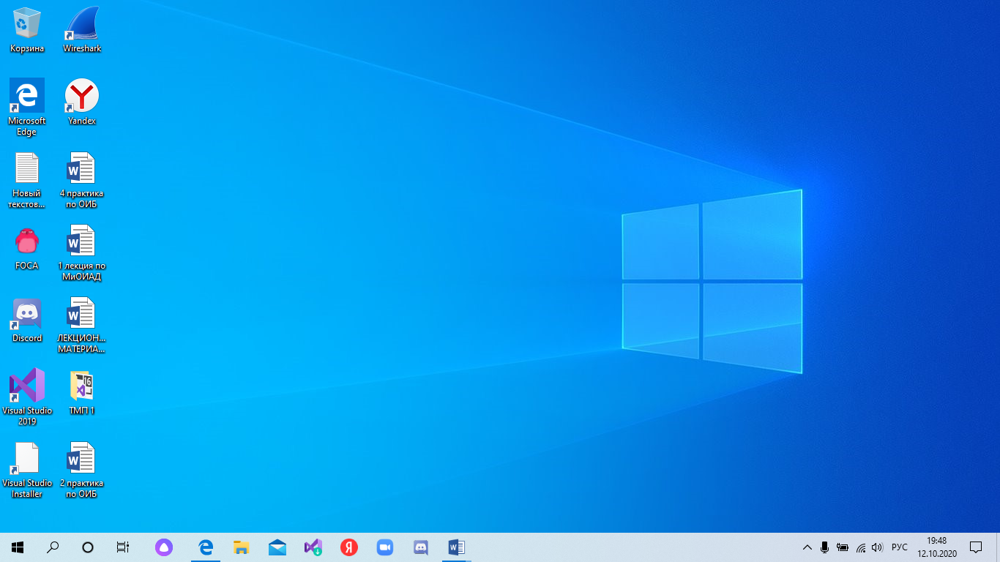 Корзина
Wireshark
Microsoft
Edge
Yandex
Новый
текстов...
4 практика
по ОИБ
FOCA
1 лекция по
МиОИАД
Discord
ЛЕКЦИОН...
МАТЕРИА...
Visual Studio
2019
ТМП 1
Visual Studio
Installer
2 практика
по ОИБ
РУС
19:48
12.10.2020